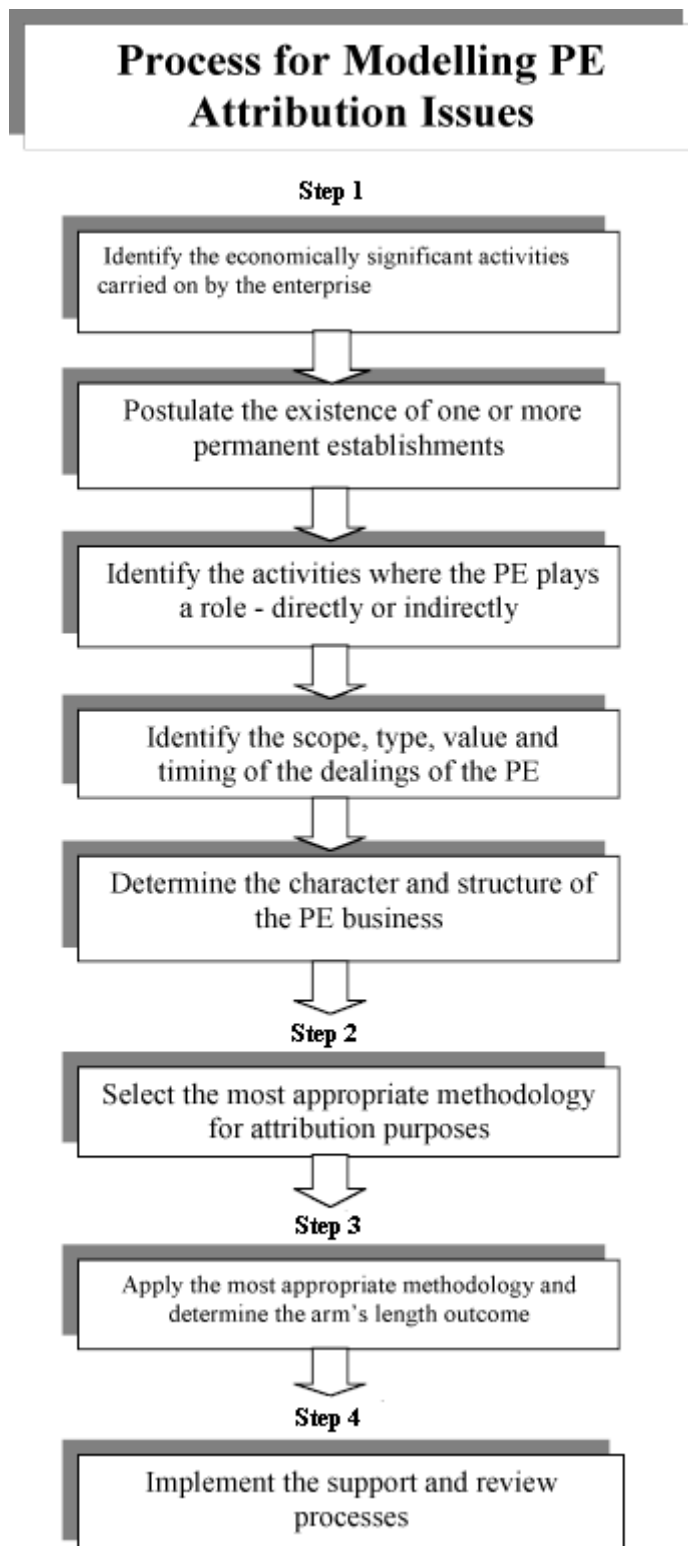 Process for Modelling PE
Attribution Issues
Step 1
Identify the economically significant activities
carried on by the enterprise
Postulate the existence of one or more
permanent establishments
Identify the activities where the PE plays
a role - directly or indirectly
Identify the scope, type, value and
timing of the dealings of the PE
Determine the character and structure of
the PE business
Step 2
Select the most appropriate methodology
for attribution purposes
Step 3
Apply the most appropriate methodology and
determine the arm's length outcome
Step 4
Implement the support and review
processes